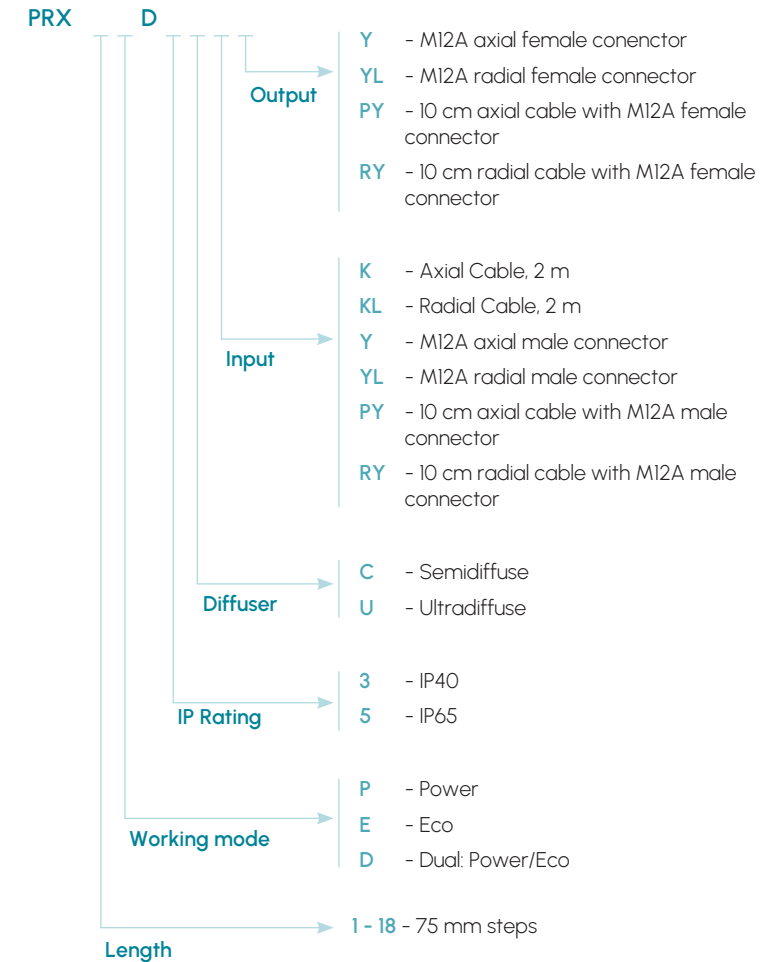 PRX D
Y - M12A axial female conenctor
YL - M12A radial female connector
Output
PY - 10 cm axial cable with M12A female
connector
RY - 10 cm radial cable with M12A female
connector
K - Axial Cable, 2 m
KL - Radial Cable, 2 m
Y - M12A axial male connector
Input
YL - M12A radial male connector
PY - 10 cm axial cable with M12A male
connector
RY - 10 cm radial cable with M12A male
connector
C - Semidiffuse
Diffuser
U - Ultradiffuse
3 - IP40
IP Rating
5 - IP65
P - Power
E - Eco
Working mode
D - Dual: Power/Eco
1 - 18 - 75 mm steps
Length